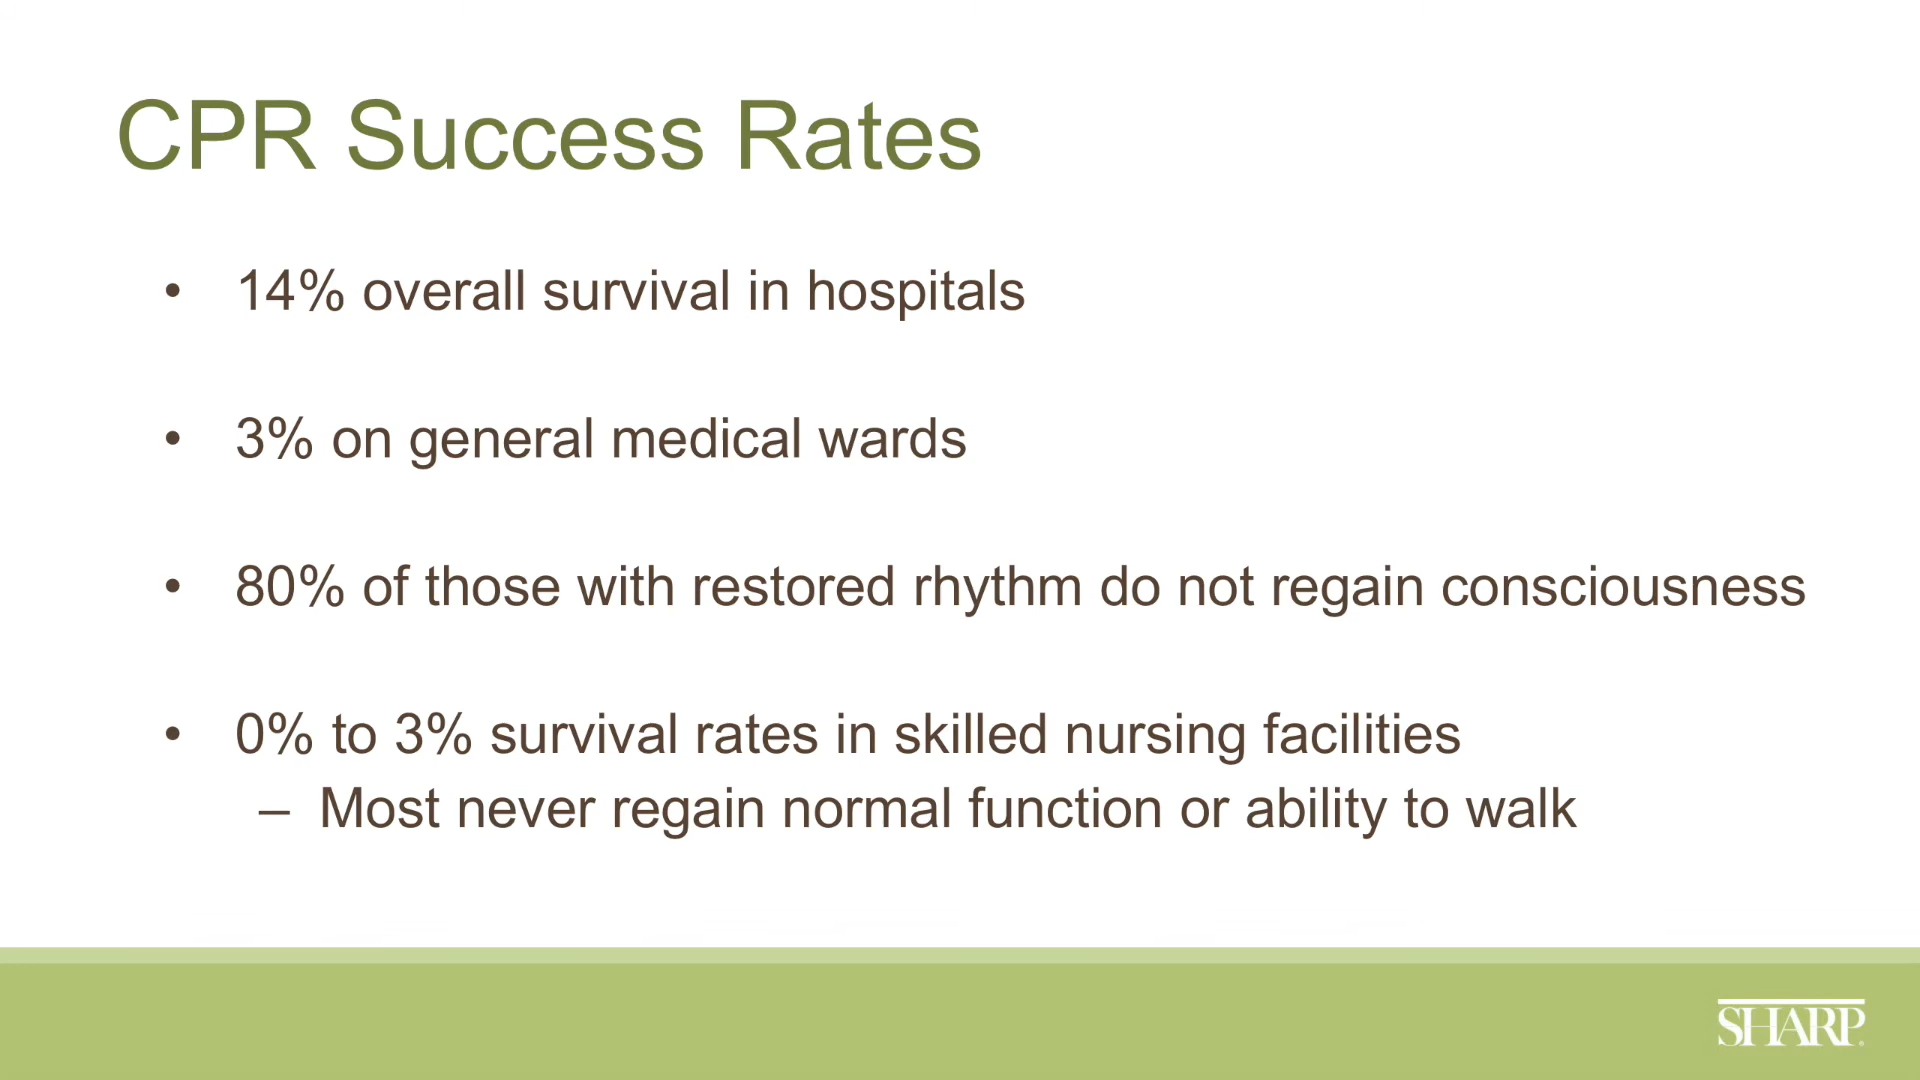 CPR Success Rates
• 14% overall survival in hospitals
• 3% on general medical wards
• 80% of those with restored rhythm do not regain consciousness
• 0% to 3% survival rates in skilled nursing facilities
– Most never regain normal function or ability to walk
SHARP®